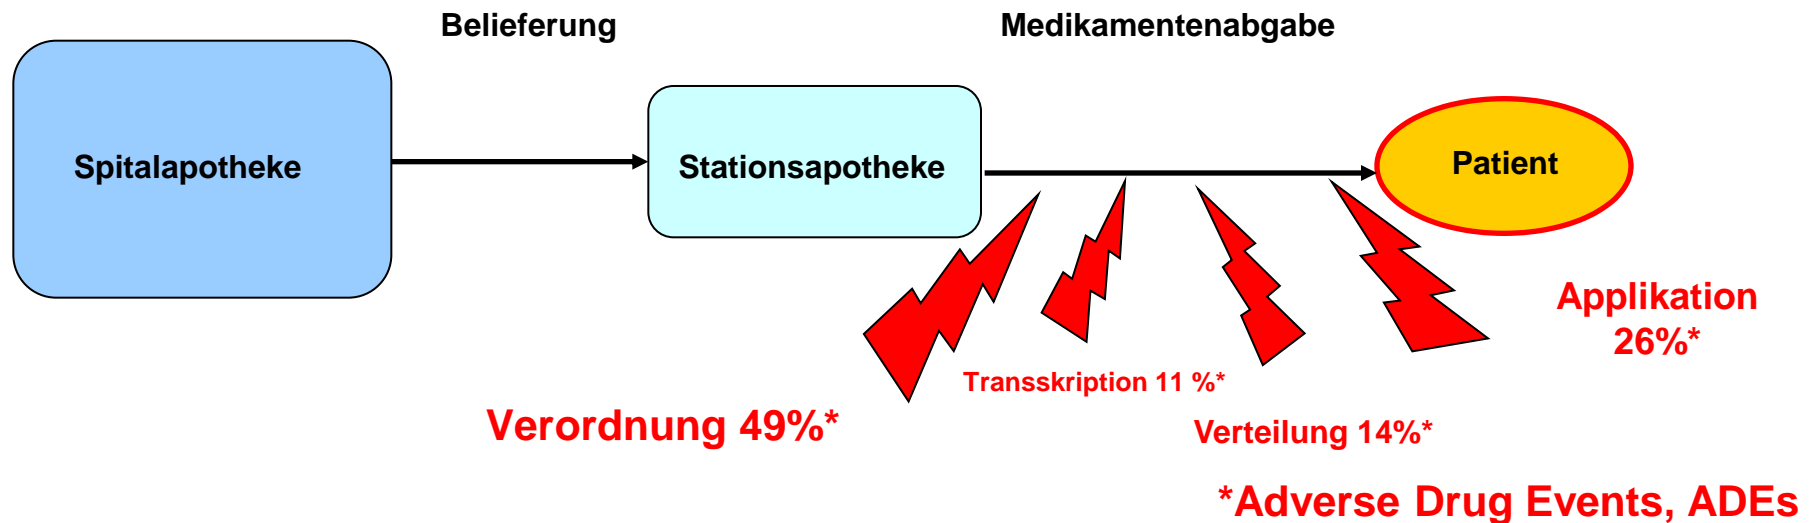 Belieferung
Medikamentenabgabe
Spitalapotheke
Stationsapotheke
Patient
Applikation
26%*
Transskription 11 %*
Verordnung 49%*
Verteilung 14%*
*Adverse Drug Events, ADEs